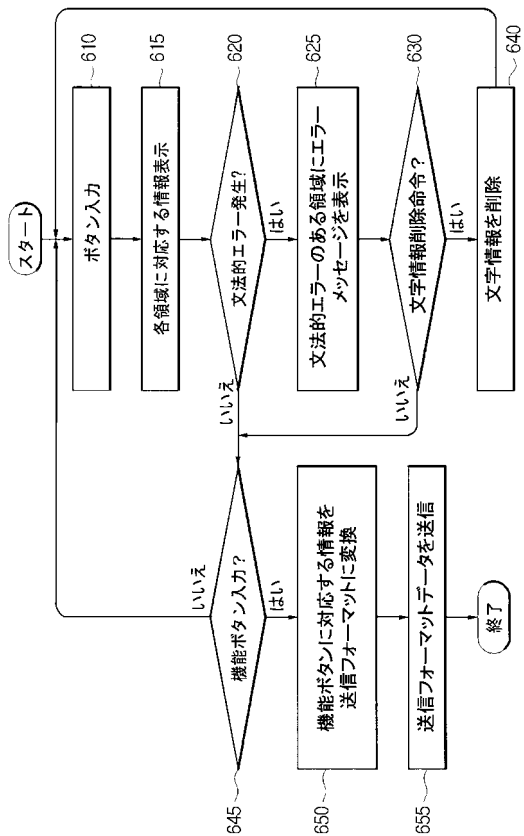 スタート
ボタン入力
610
各領域に対応する情報表示
615
文法的エラー発生?
620
はい
いいえ
文法的エラーのある領域にエラー
メッセージを表示
625
文字情報削除命令?
630
はい
いいえ
文字情報を削除
640
機能ボタン入力?
645
いいえ
はい
機能ボタンに対応する情報を
送信フォーマットに変換
650
送信フォーマットデータを送信
655
終了